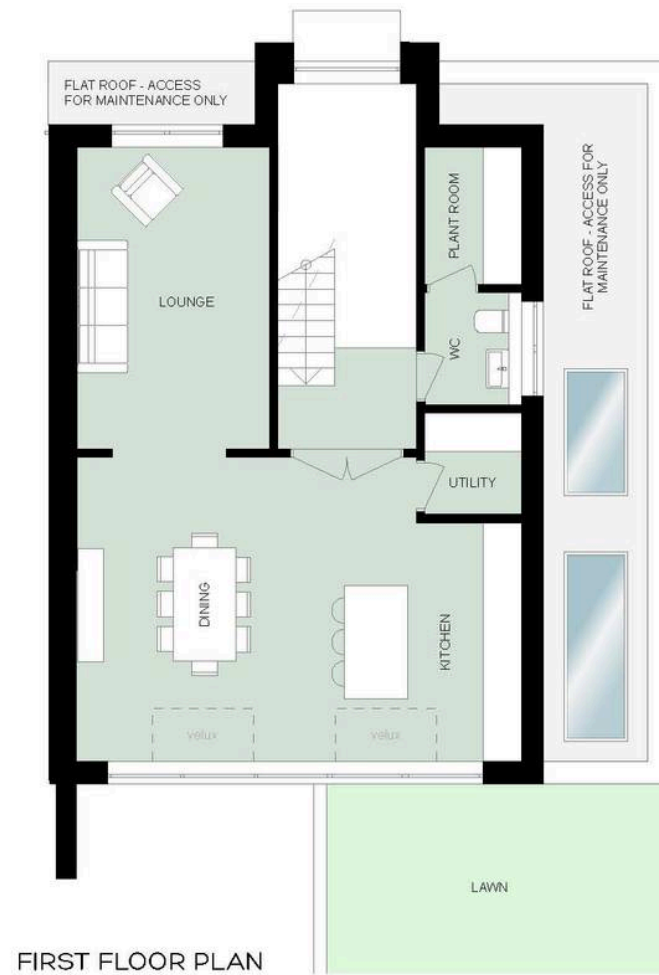 FLAT ROOF - ACCESS
FOR MAINTENANCE ONLY
PLANT ROOM
FLAT ROOF - ACCESS FOR
MAINTENANCE ONLY
LOUNGE
WC
UTILITY
DINING
KITCHEN
velux
velux
LAWN
FIRST FLOOR PLAN